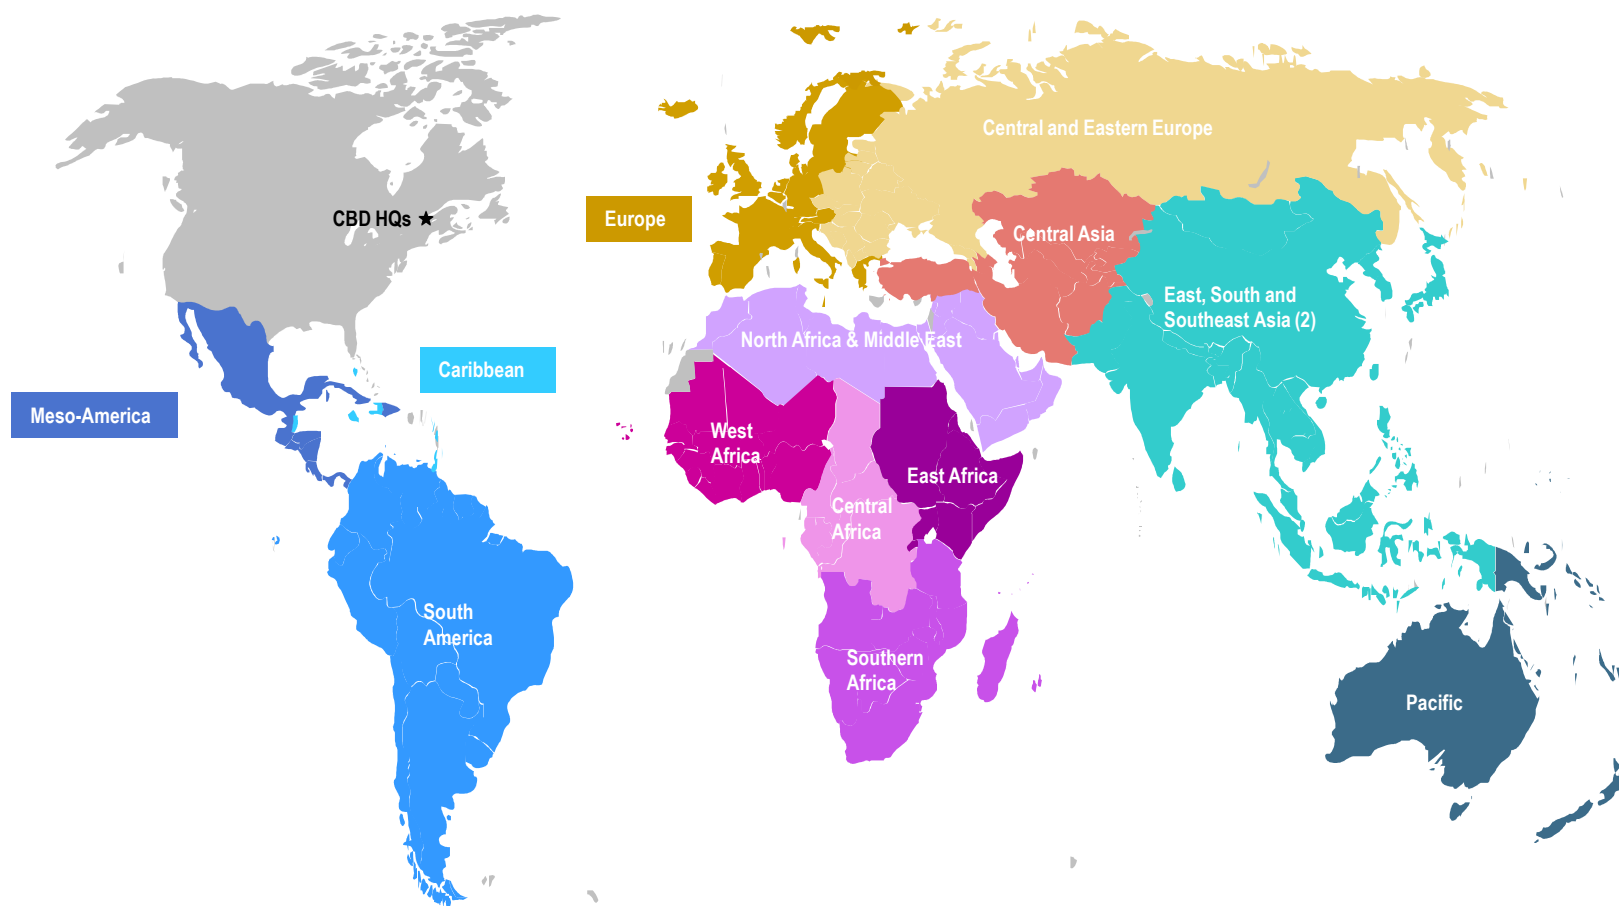 Central and Eastern Europe
CBD HQs
Europe
Central Asia
East, South and
Southeast Asia (2)
North Africa & Middle East
Caribbean
Meso-America
West
Africa
East Africa
Central
Africa
South
America
Southern
Africa
Pacific